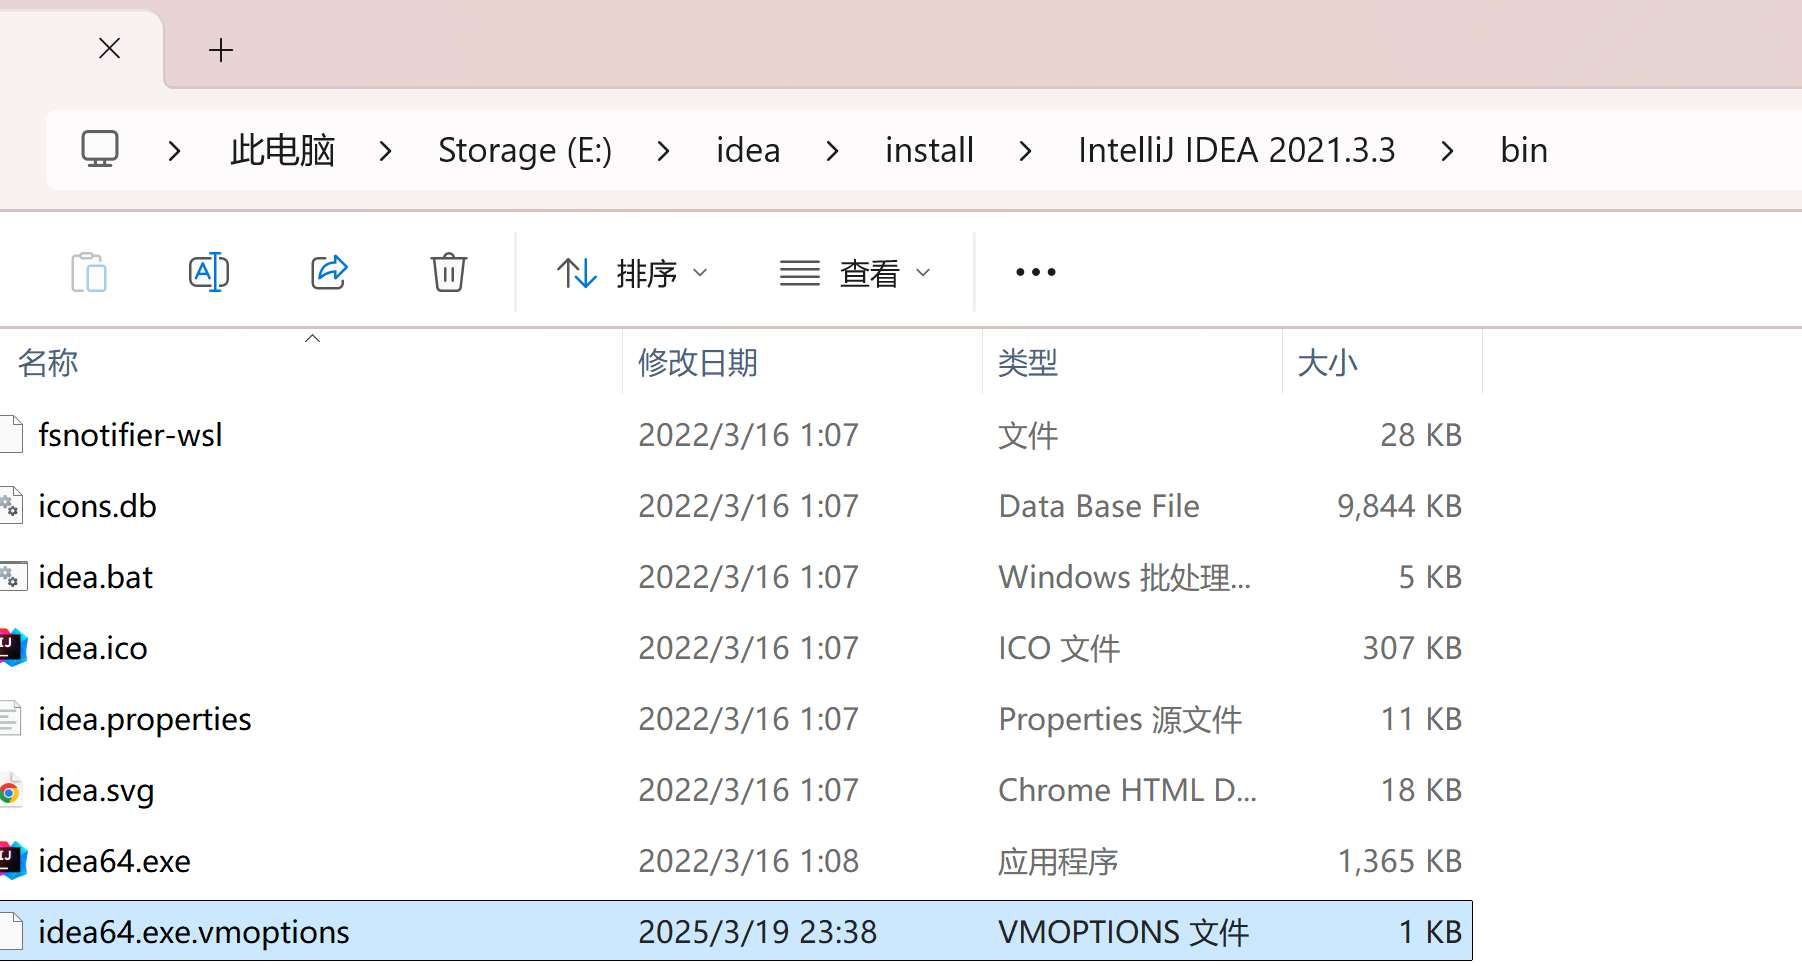 此电脑 Storage (E:) idea install IntelliJ IDEA 2021.3.3 bin
排序 查看
名称 修改日期 类型 大小
fsnotifier-wsl 2022/3/16 1:07 文件 28 KB
icons.db 2022/3/16 1:07 Data Base File 9,844 KB
idea.bat 2022/3/16 1:07 Windows 批处理... 5 KB
idea.ico 2022/3/16 1:07 ICO 文件 307 KB
idea.properties 2022/3/16 1:07 Properties 源文件 11 KB
idea.svg 2022/3/16 1:07 Chrome HTML D... 18 KB
idea64.exe 2022/3/16 1:08 应用程序 1,365 KB
idea64.exe.vmoptions 2025/3/19 23:38 VMOPTIONS 文件 1 KB